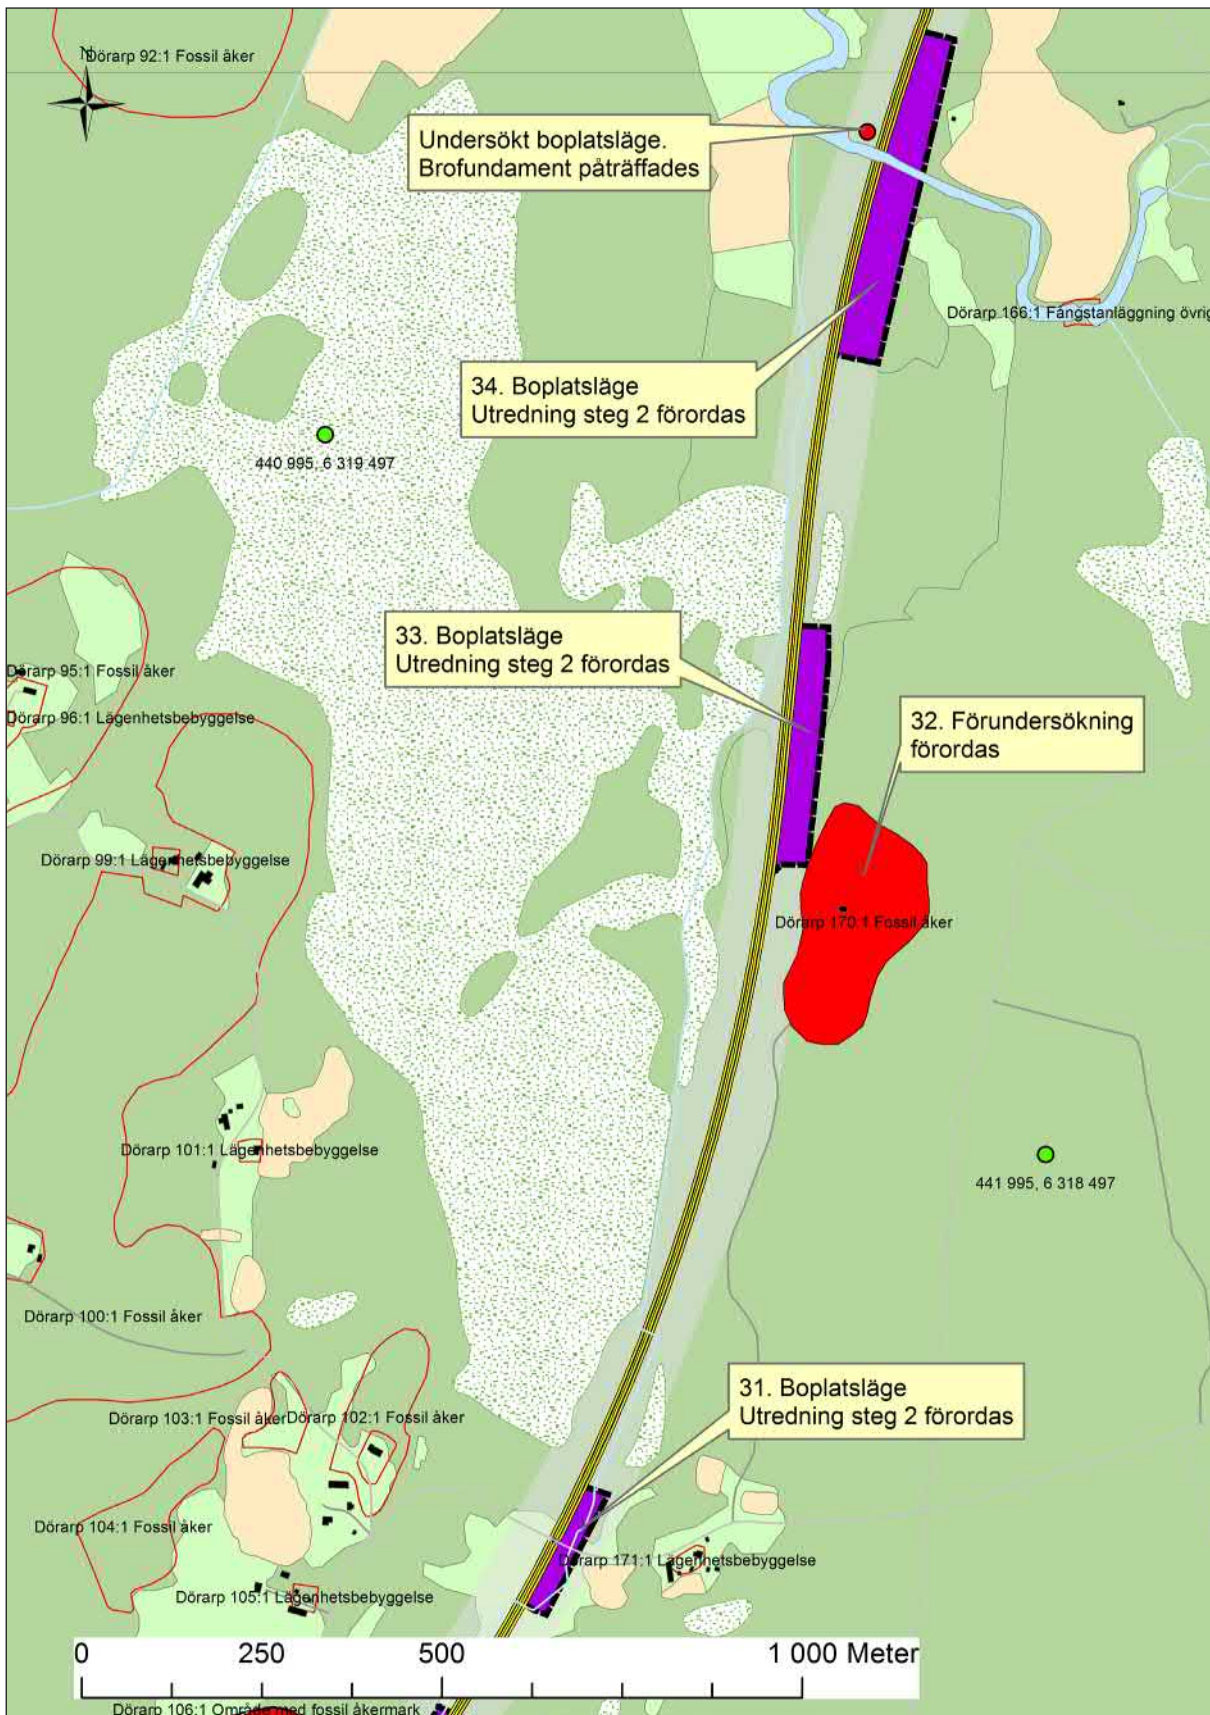 N
Dörarp 92:1 Fossil åker
Undersökt boplatsläge.
Brofundament påträffades
Dörarp 166:1 Fångstanläggning övrig
34. Boplatsläge
Utredning steg 2 förordas
440 995, 6 319 497
33. Boplatsläge
Utredning steg 2 förordas
Dörarp 95:1 Fossil åker
Dörarp 96:1 Lägenhetsbebyggelse
32. Förundersökning
förordas
Dörarp 99:1 Lägenhetsbebyggelse
Dörarp 170:1 Fossil åker
Dörarp 101:1 Lägenhetsbebyggelse
441 995, 6 318 497
Dörarp 100:1 Fossil åker
31. Boplatsläge
Utredning steg 2 förordas
Dörarp 103:1 Fossil åker
Dörarp 102:1 Fossil åker
Dörarp 104:1 Fossil åker
Dörarp 171:1 Lägenhetsbebyggelse
Dörarp 105:1 Lägenhetsbebyggelse
0 250 500 1 000 Meter
Dörarp 106:1 Område med fossil åkermark